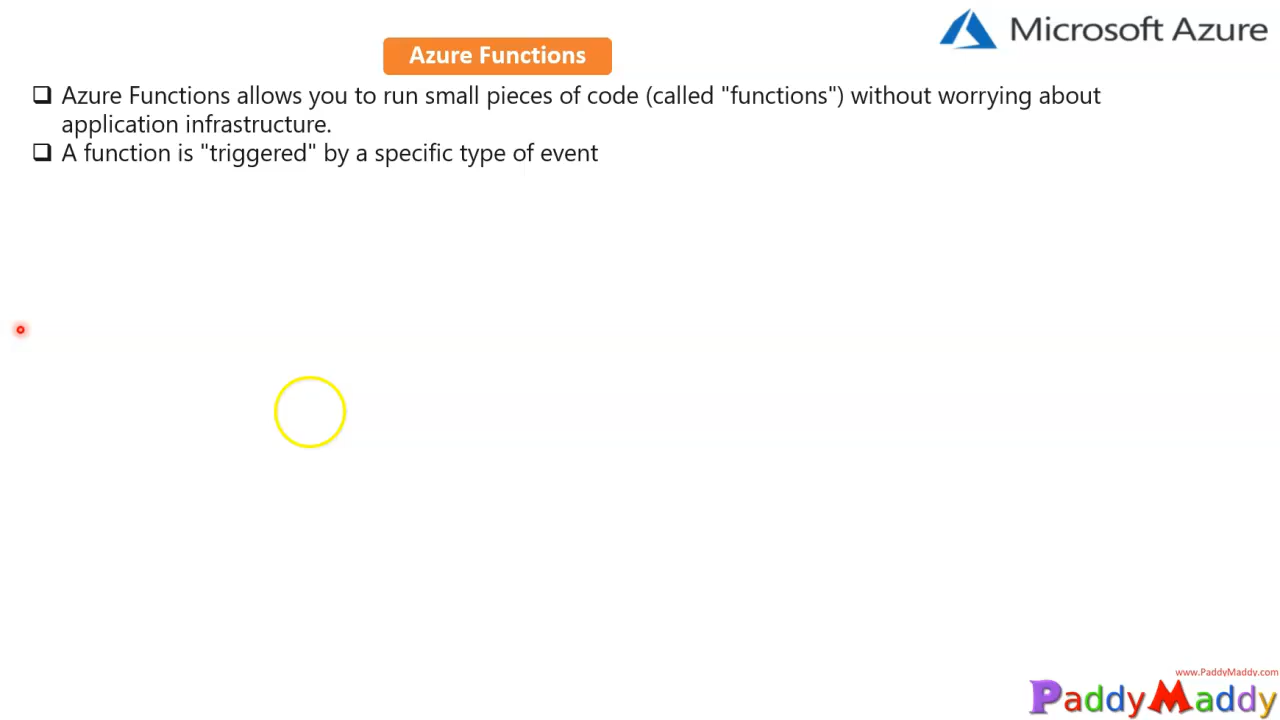 Microsoft Azure
Azure Functions
❑ Azure Functions allows you to run small pieces of code (called "functions") without worrying about
application infrastructure.
❑ A function is "triggered" by a specific type of event
www.PaddyMaddy.com
PaddyMaddy